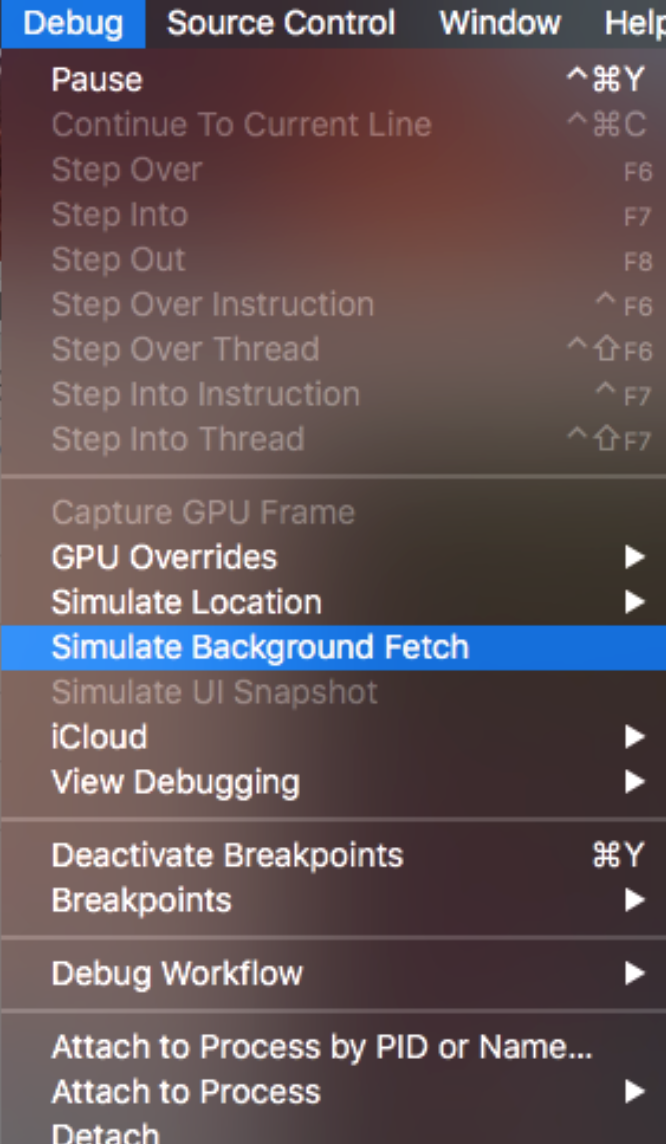 Debug Source Control Window Help
Pause ^⌘Y
Continue To Current Line ^⌘C
Step Over F6
Step Into F7
Step Out F8
Step Over Instruction ^ F6
Step Over Thread ^⇧F6
Step Into Instruction ^ F7
Step Into Thread ^⇧F7
Capture GPU Frame
GPU Overrides ▶
Simulate Location ▶
Simulate Background Fetch
Simulate UI Snapshot
iCloud ▶
View Debugging ▶
Deactivate Breakpoints ⌘Y
Breakpoints ▶
Debug Workflow ▶
Attach to Process by PID or Name...
Attach to Process ▶
Detach